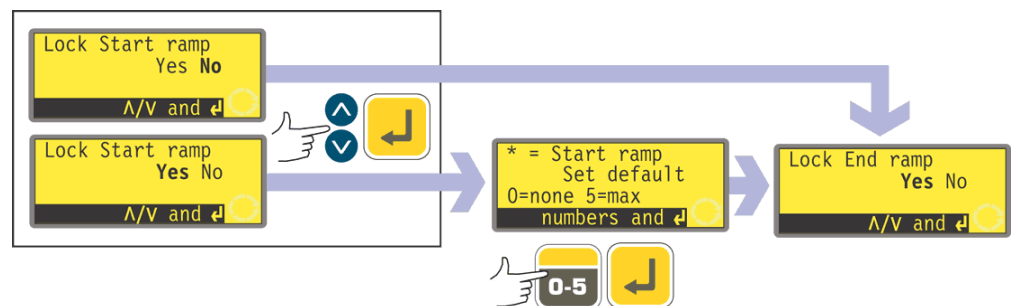 Lock Start ramp
Yes No
∧/∨ and ↲
Lock Start ramp
Yes No
∧/∨ and ↲
* = Start ramp
Set default
0=none 5=max
numbers and ↲
0-5
Lock End ramp
Yes No
∧/∨ and ↲